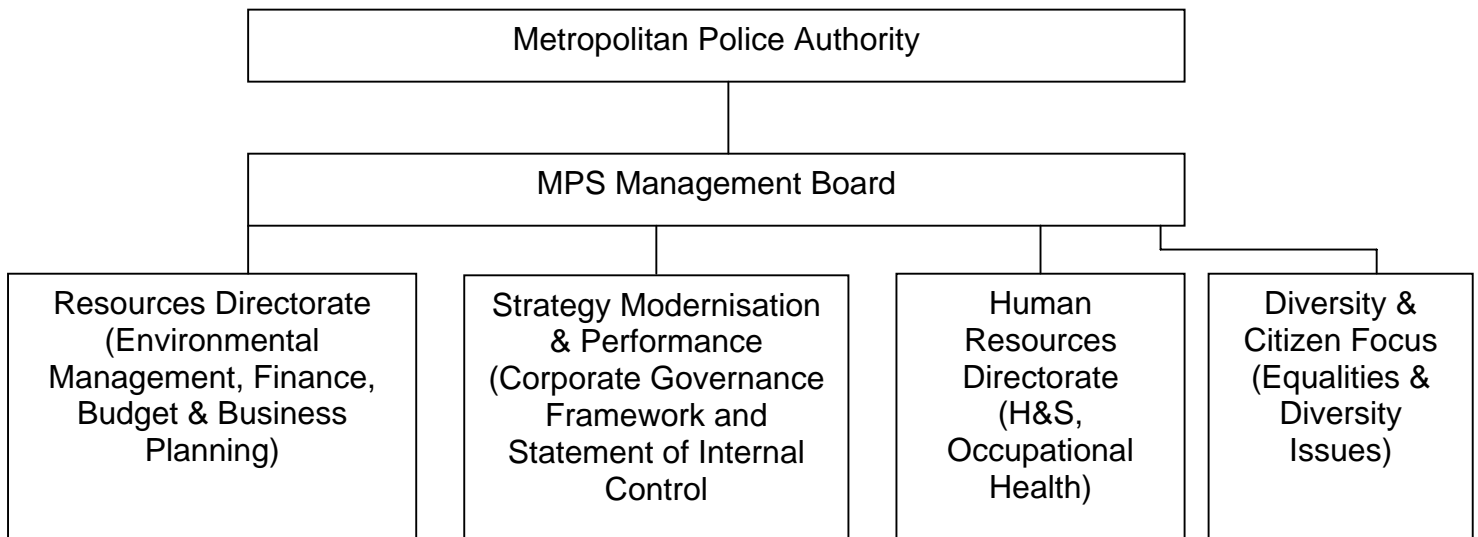 Metropolitan Police Authority
MPS Management Board
Resources Directorate
(Environmental
Management, Finance,
Budget & Business
Planning)
Strategy Modernisation
& Performance
(Corporate Governance
Framework and
Statement of Internal
Control
Human
Resources
Directorate
(H&S,
Occupational
Health)
Diversity &
Citizen Focus
(Equalities &
Diversity
Issues)